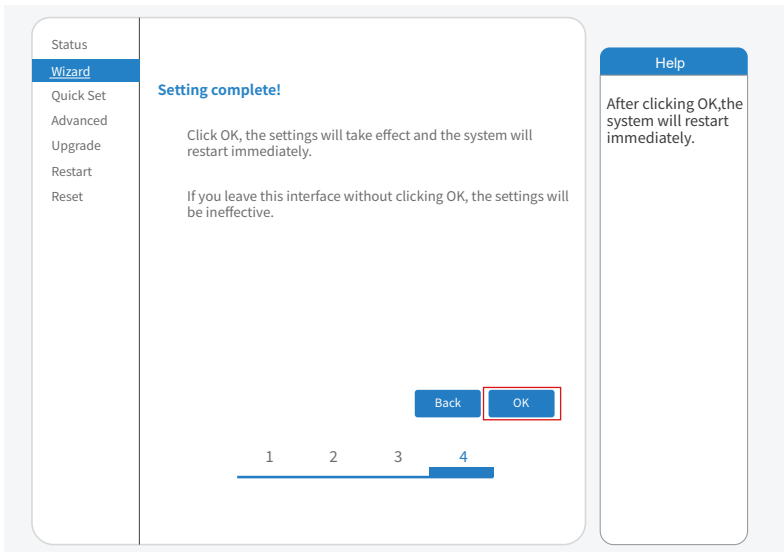 Status
Wizard
Quick Set
Advanced
Upgrade
Restart
Reset
Setting complete!
Click OK, the settings will take effect and the system will
restart immediately.
If you leave this interface without clicking OK, the settings will
be ineffective.
Back
OK
1 2 3 4
Help
After clicking OK,the
system will restart
immediately.